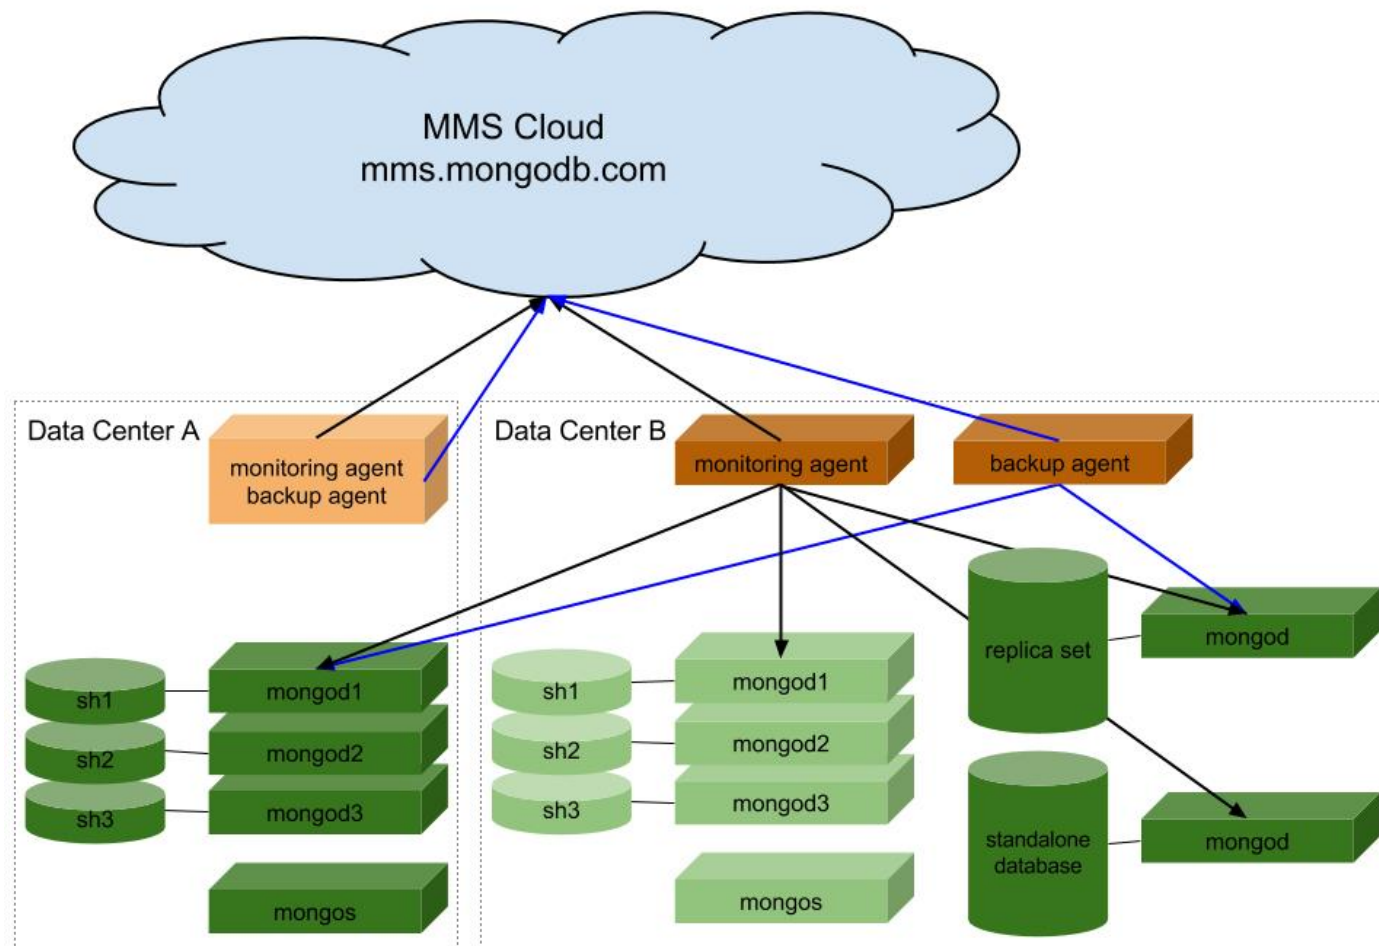 MMS Cloud
mms.mongodb.com
Data Center A
monitoring agent
backup agent
Data Center B
monitoring agent
backup agent
sh1
mongod1
sh2
mongod2
sh3
mongod3
mongos
sh1
mongod1
sh2
mongod2
sh3
mongod3
mongos
replica set
mongod
standalone
database
mongod